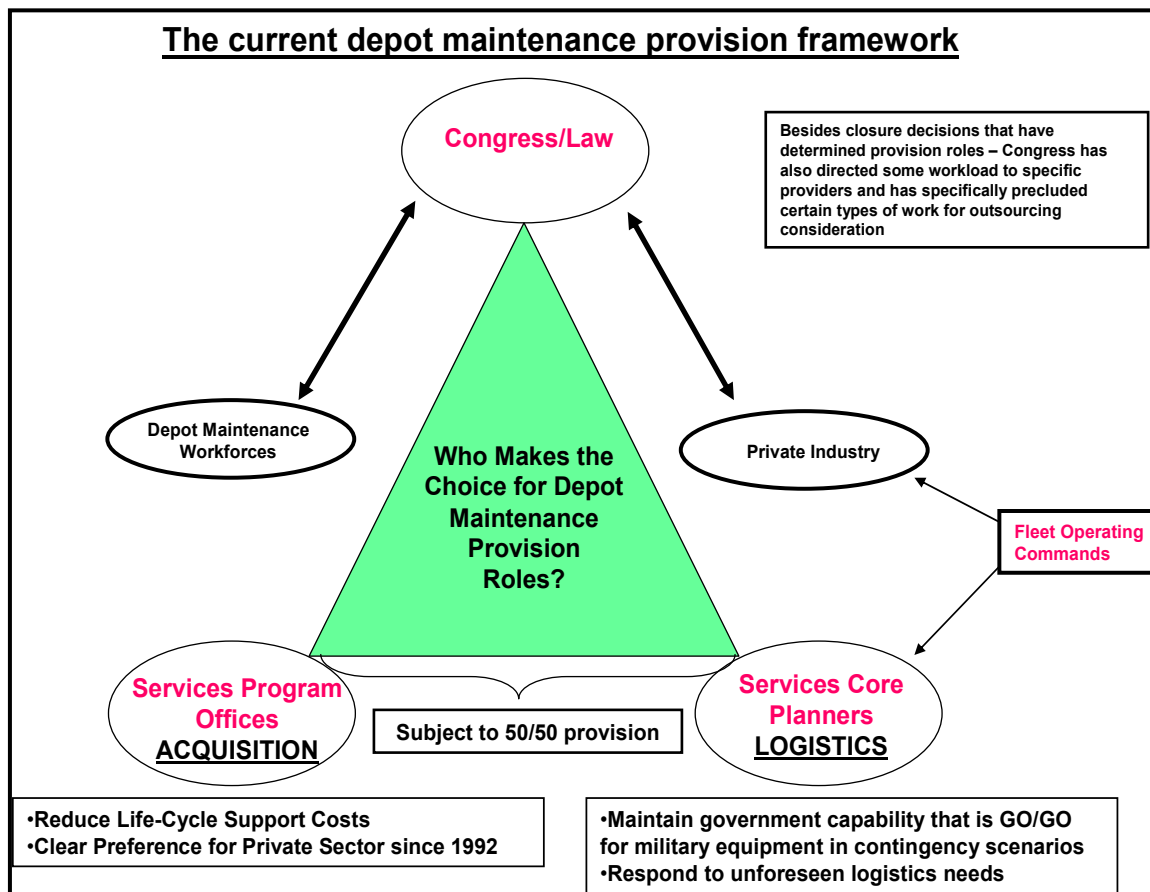 The current depot maintenance provision framework
Congress/Law
Besides closure decisions that have
determined provision roles – Congress has
also directed some workload to specific
providers and has specifically precluded
certain types of work for outsourcing
consideration
Depot Maintenance
Workforces
Private Industry
Who Makes the
Choice for Depot
Maintenance
Provision
Roles?
Fleet Operating
Commands
Services Program
Offices
ACQUISITION
Subject to 50/50 provision
Services Core
Planners
LOGISTICS
•Reduce Life-Cycle Support Costs
•Clear Preference for Private Sector since 1992
•Maintain government capability that is GO/GO
for military equipment in contingency scenarios
•Respond to unforeseen logistics needs